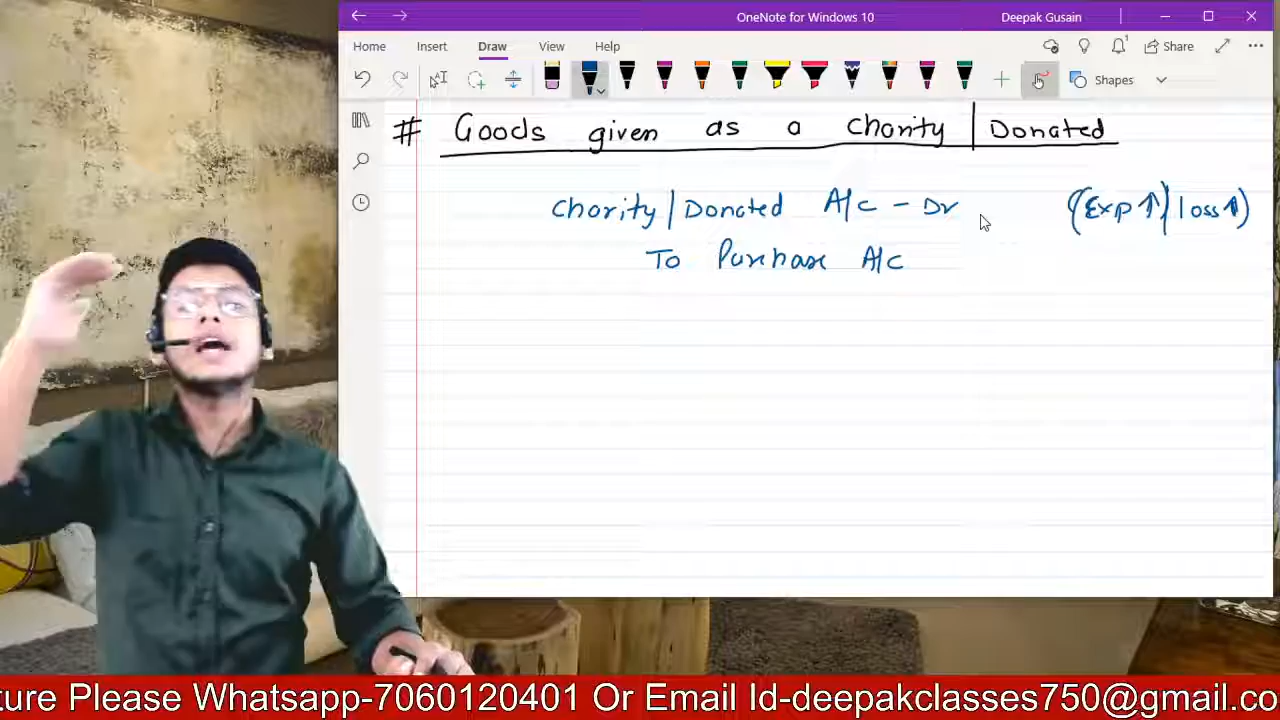 OneNote for Windows 10
Deepak Gusain
Home Insert Draw View Help
Share
Shapes
# Goods given as a Charity | Donated
Charity | Donated A/c - Dr (Exp ↑) | loss ↑)
To Purchase A/c
ture Please Whatsapp-7060120401 Or Email Id-deepakclasses750@gmail.co